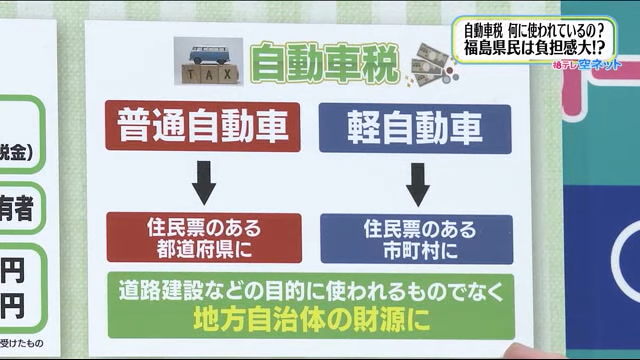 自動車税 何に使われているの?
福島県民は負担感大!?
福テレ空ネット
TAX
自動車税
普通自動車
軽自動車
住民票のある
都道府県に
住民票のある
市町村に
道路建設などの目的に使われるものでなく
地方自治体の財源に
税金)
有者
円
円
受けたもの